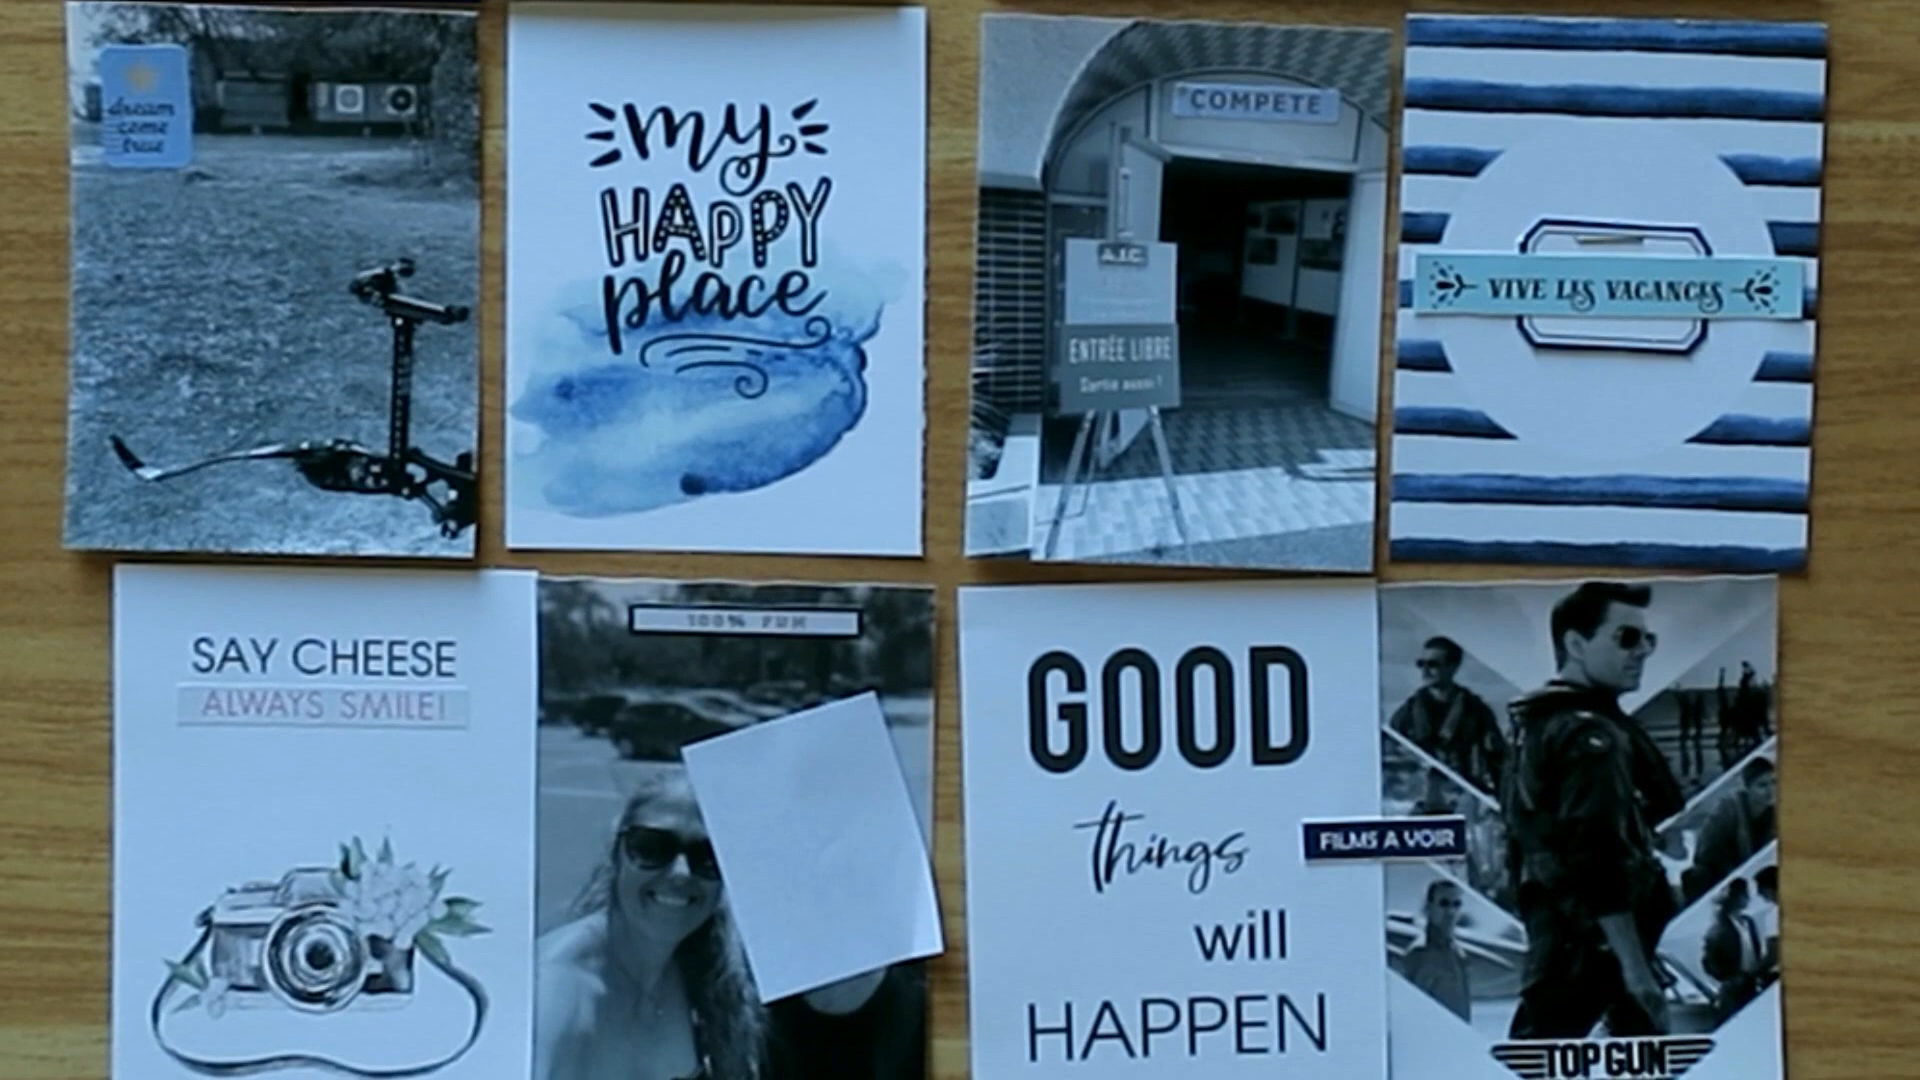 dream
come
true
my
HAPPY
place
COMPETE
A.I.C.
ENTRÉE LIBRE
Sortie aussi !
VIVE LES VACANCES
SAY CHEESE
ALWAYS SMILE!
100% FUN
GOOD
things
will
HAPPEN
FILMS A VOIR
TOP GUN